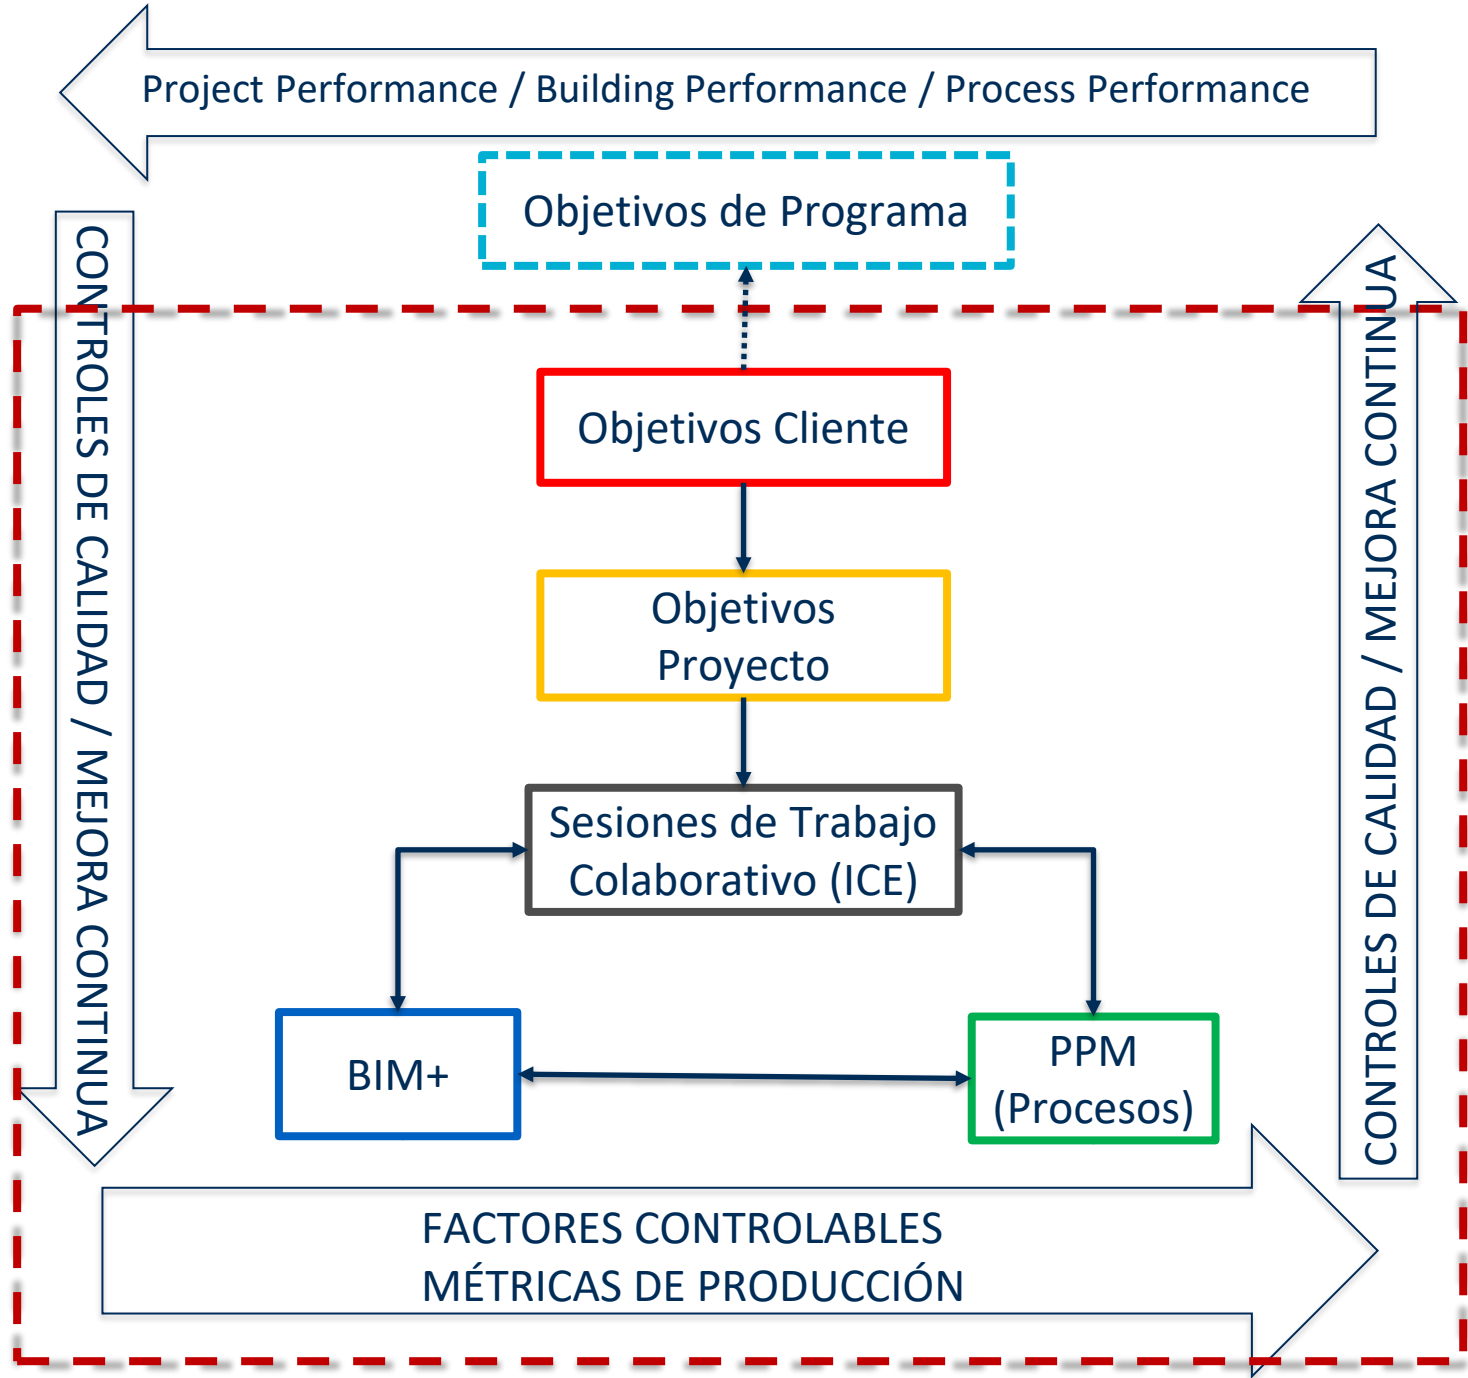 Project Performance / Building Performance / Process Performance
Objetivos de Programa
CONTROLES DE CALIDAD / MEJORA CONTINUA
Objetivos Cliente
Objetivos
Proyecto
Sesiones de Trabajo
Colaborativo (ICE)
BIM+
PPM
(Procesos)
CONTROLES DE CALIDAD / MEJORA CONTINUA
FACTORES CONTROLABLES
MÉTRICAS DE PRODUCCIÓN